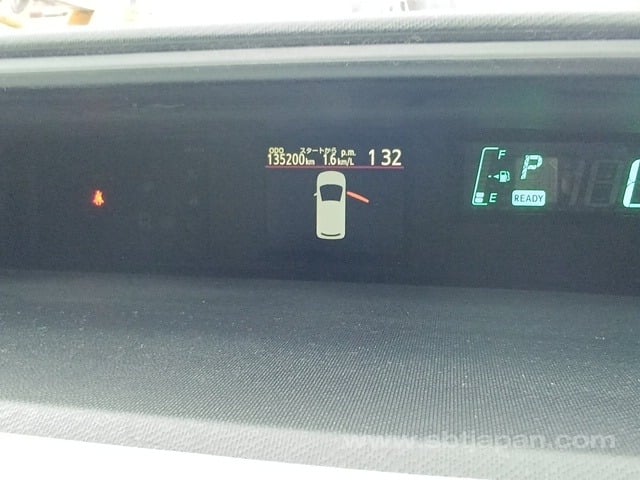 ODO スタートから p.m.
135200km 1.6km/L 1 32
F
P
E READY
www.sbtjapan.com